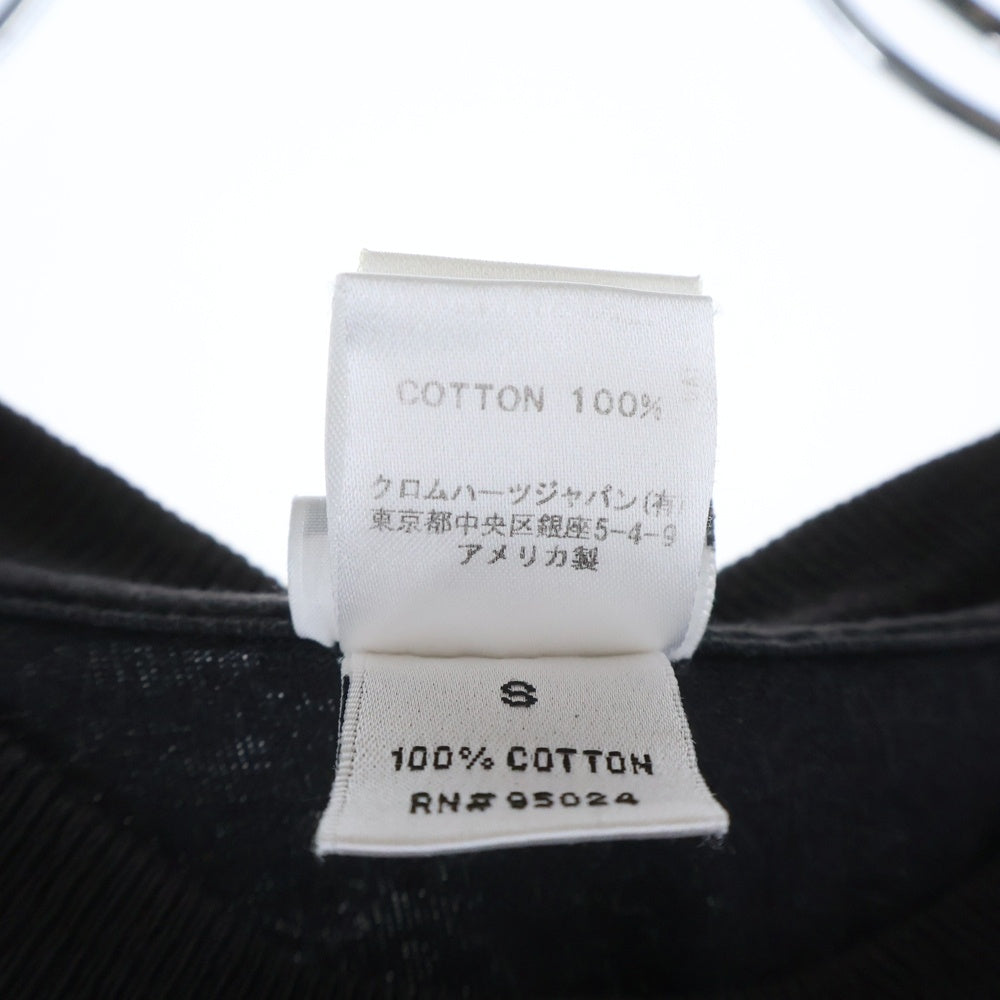 COTTON 100%
クロムハーツジャパン(有)
東京都中央区銀座5-4-9
アメリカ製
S
100% COTTON
RN# 95024